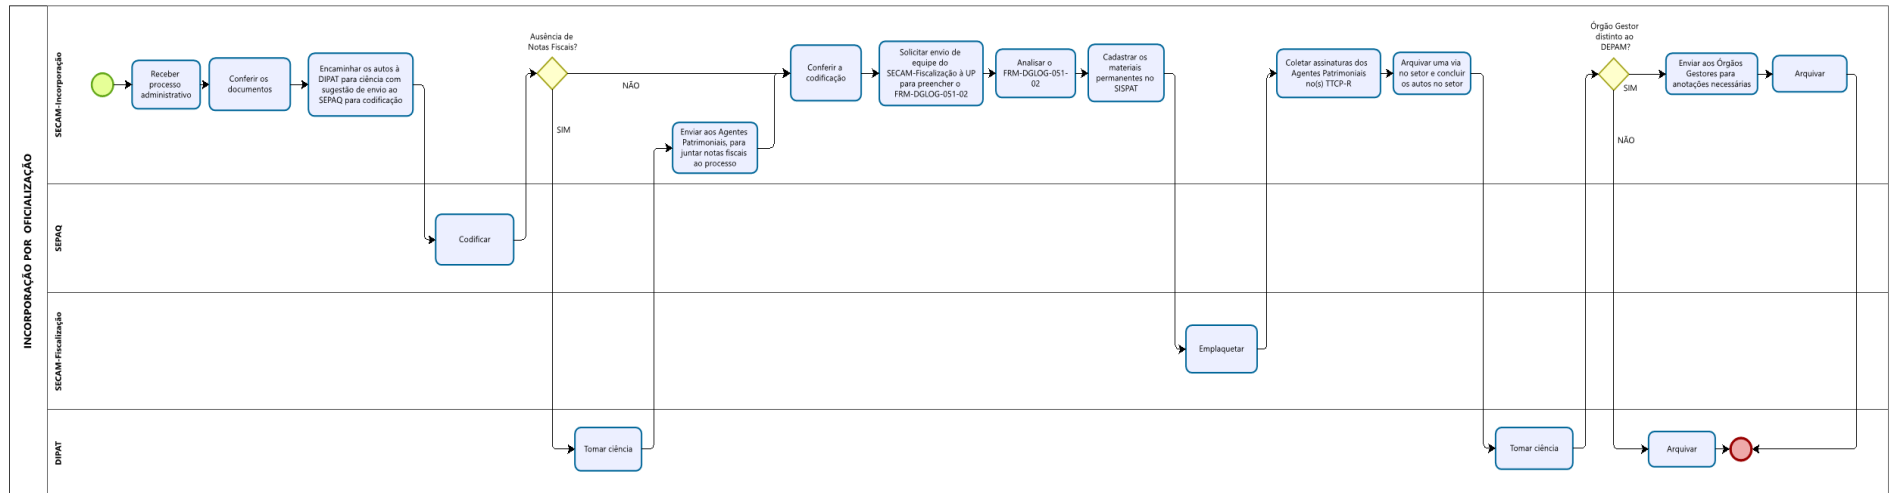 INCORPORAÇÃO POR OFICIALIZAÇÃO
SECAM-Incorporação
Receber
processo
administrativo
Conferir os
documentos
Encaminhar os autos à
DIPAT para ciência com
sugestão de envio ao
SEPAQ para codificação
Ausência de
Notas Fiscais?
NÃO
SIM
Enviar aos Agentes
Patrimoniais, para
juntar notas fiscais
ao processo
Conferir a
codificação
Solicitar envio de
equipe do
SECAM-Fiscalização à UP
para preencher o
FRM-DGLOG-051-02
Analisar o
FRM-DGLOG-051-
02
Cadastrar os
materiais
permanentes no
SISPAT
Coletar assinaturas dos
Agentes Patrimoniais
no(s) TTCP-R
Arquivar uma via
no setor e concluir
os autos no setor
Órgão Gestor
distinto ao
DEPAM?
SIM
NÃO
Enviar aos Órgãos
Gestores para
anotações necessárias
Arquivar
SEPAQ
Codificar
SECAM-Fiscalização
Emplaquetar
DIPAT
Tomar ciência
Tomar ciência
Arquivar